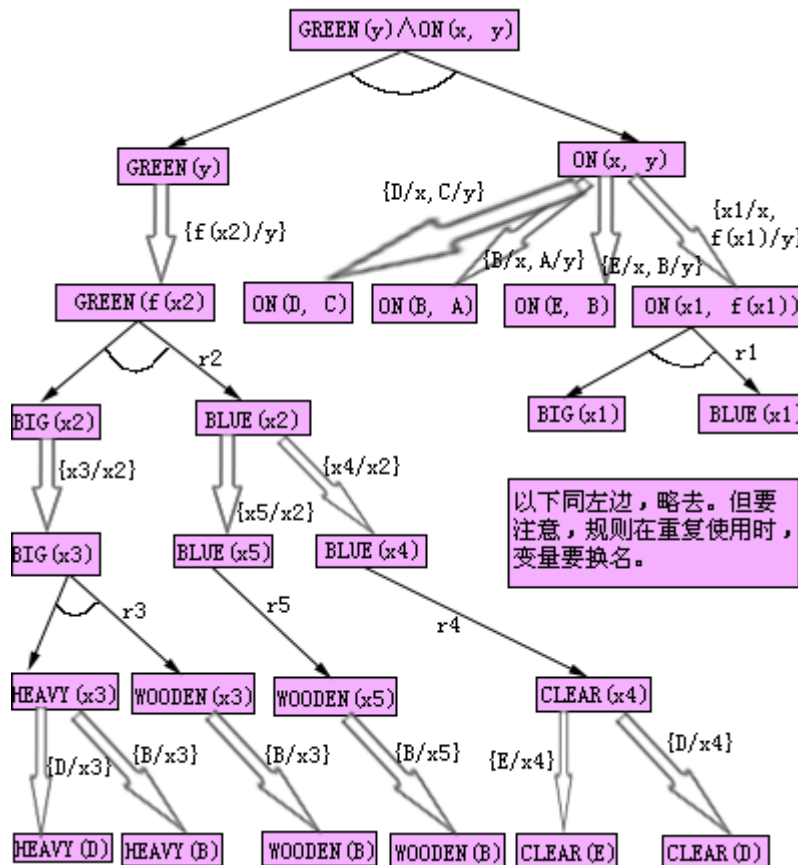 GREEN(y)∧ON(x, y)
GREEN(y)
ON(x, y)
{D/x,C/y}
{x1/x,
f(x1)/y}
{f(x2)/y}
{B/x,A/y}
{E/x,B/y}
GREEN(f(x2)
ON(D, C)
ON(B, A)
ON(E, B)
ON(x1, f(x1))
r2
r1
BIG(x2)
BLUE(x2)
BIG(x1)
BLUE(x1)
{x3/x2}
{x4/x2}
{x5/x2}
以下同左边，略去。但要
注意，规则在重复使用时，
变量要换名。
BIG(x3)
BLUE(x5)
BLUE(x4)
r3
r5
r4
HEAVY(x3)
WOODEN(x3)
WOODEN(x5)
CLEAR(x4)
{D/x3}
{B/x3}
{B/x3}
{B/x5}
{E/x4}
{D/x4}
HEAVY(D)
HEAVY(B)
WOODEN(B)
WOODEN(B)
CLEAR(E)
CLEAR(D)